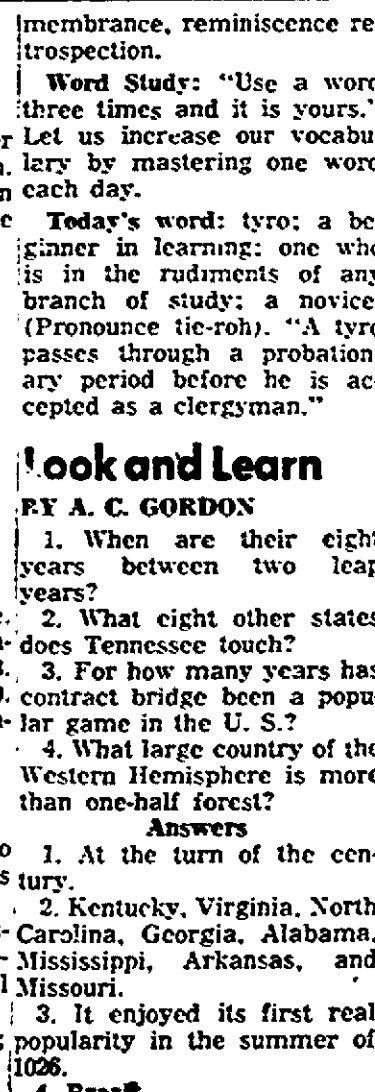 membrance, reminiscence re
trospection.
Word Study: "Use a word
three times and it is yours."
Let us increase our vocabu
lary by mastering one word
each day.
Today's word: tyro; a be
ginner in learning; one who
is in the rudiments of any
branch of study; a novice
(Pronounce tie-roh). "A tyro
passes through a probation
ary period before he is ac
cepted as a clergyman."
Look and Learn
BY A. C. GORDON
1. When are their eight
years between two leap
years?
2. What eight other states
does Tennessee touch?
3. For how many years has
contract bridge been a popu
lar game in the U. S.?
4. What large country of the
Western Hemisphere is more
than one-half forest?
Answers
1. At the turn of the cen-
tury.
2. Kentucky, Virginia, North
Carolina, Georgia, Alabama,
Mississippi, Arkansas, and
Missouri.
3. It enjoyed its first real
popularity in the summer of
1026.